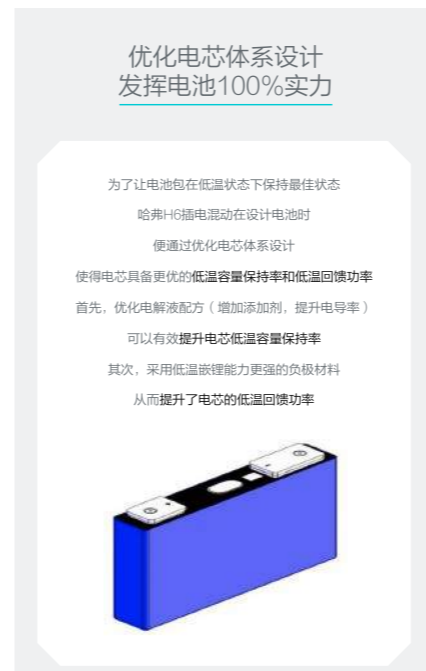 优化电芯体系设计
发挥电池100%实力
为了让电池包在低温状态下保持最佳状态
哈弗H6插电混动在设计电池时
便通过优化电芯体系设计
使得电芯具备更优的低温容量保持率和低温回馈功率
首先，优化电解液配方（增加添加剂，提升电导率）
可以有效提升电芯低温容量保持率
其次，采用低温嵌锂能力更强的负极材料
从而提升了电芯的低温回馈功率